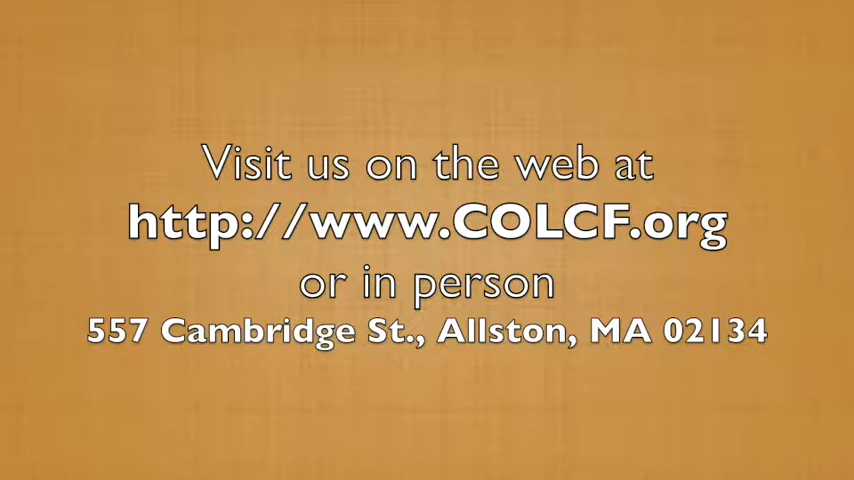 Visit us on the web at
http://www.COLCF.org
or in person
557 Cambridge St., Allston, MA 02134